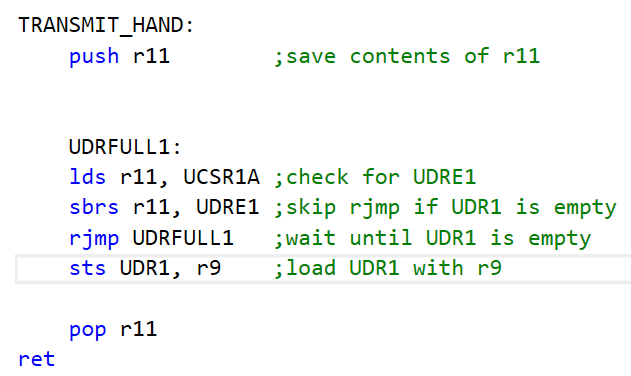 TRANSMIT_HAND:
push r11 ;save contents of r11
UDRFULL1:
lds r11, UCSR1A ;check for UDRE1
sbrs r11, UDRE1 ;skip rjmp if UDR1 is empty
rjmp UDRFULL1 ;wait until UDR1 is empty
sts UDR1, r9 ;load UDR1 with r9
pop r11
ret